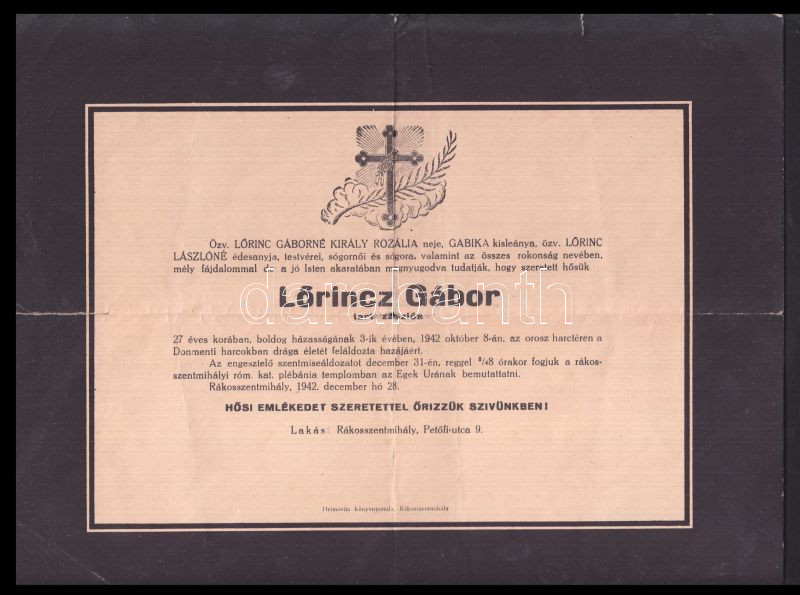 Özv. LŐRINC GÁBORNÉ KIRÁLY ROZÁLIA neje, GABIKA kisleánya, özv. LŐRINC
LÁSZLÓNÉ édesanyja, testvérei, sógornői és sógora, valamint az összes rokonság nevében,
mély fájdalommal de a jó Isten akaratában megnyugodva tudatják, hogy szeretett hősük
Lőrincz Gábor
darabanth
27 éves korában, boldog házasságának 3-ik évében, 1942 október 8-án, az orosz harctéren a
Donmenti harcokban drága életét feláldozta hazájáért.
Az engesztelő szentmiseáldozatot december 31-én, reggel ³/₄8 órakor fogjuk a rákos-
szentmihályi róm. kat. plébánia templomban az Egek Urának bemutattatni.
Rákosszentmihály, 1942. december hó 28.
HŐSI EMLÉKEDET SZERETETTEL ŐRIZZÜK SZIVÜNKBEN!
Lakás: Rákosszentmihály, Petőfi-utca 9.
könyvnyomda, Rákosszentmihály